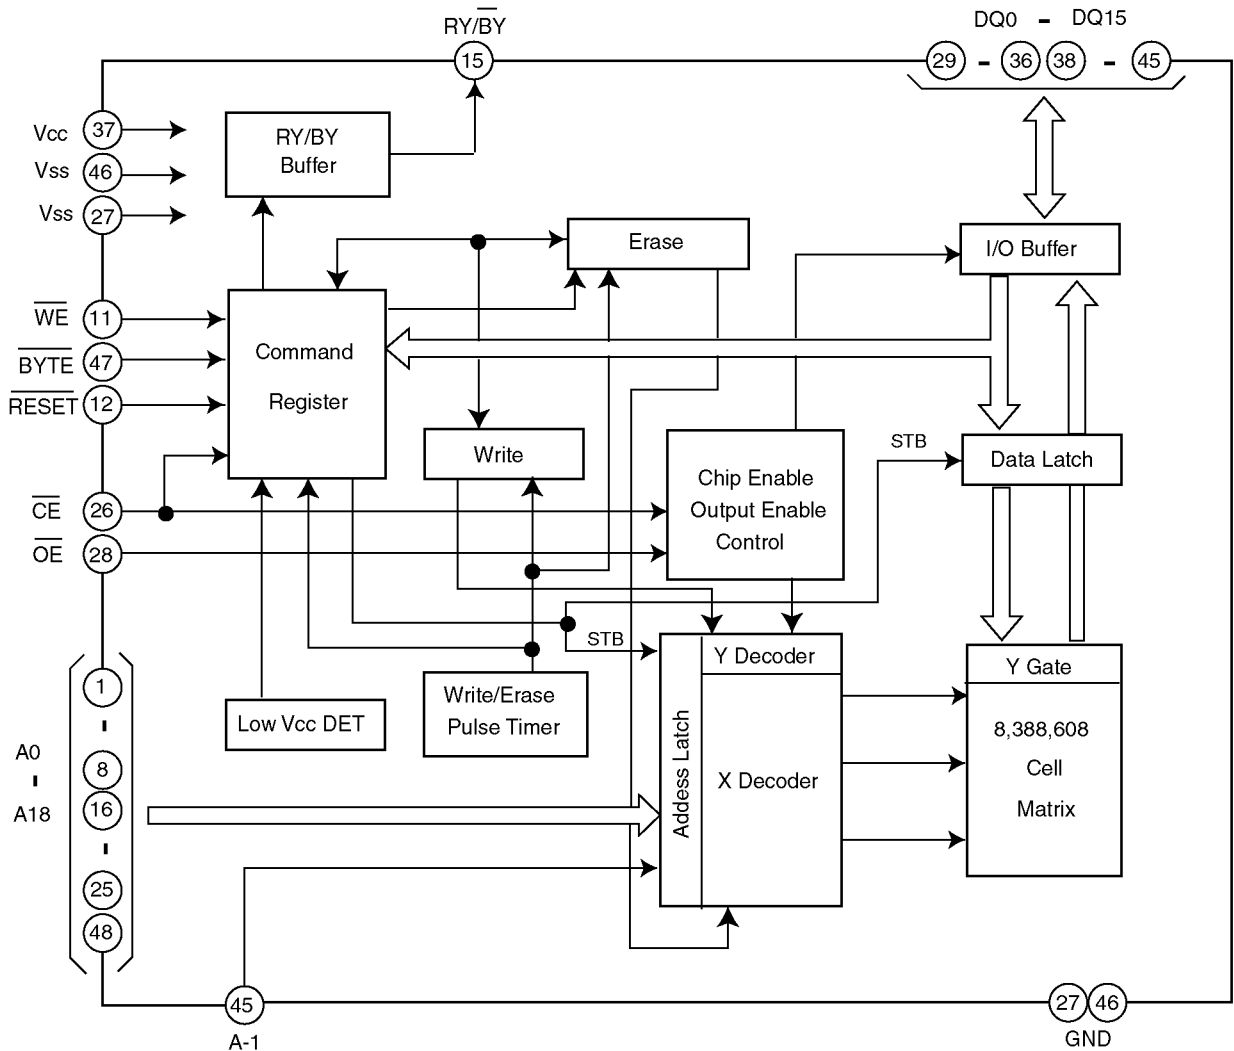 RY/BY
DQ0 - DQ15
15
29 - 36 38 - 45
Vcc 37
Vss 46
Vss 27
RY/BY
Buffer
Erase
I/O Buffer
WE 11
BYTE 47
RESET 12
Command
Register
Write
STB
Data Latch
CE 26
OE 28
Chip Enable
Output Enable
Control
STB
Low Vcc DET
Write/Erase
Pulse Timer
Addess Latch
Y Decoder
X Decoder
Y Gate
8,388,608
Cell
Matrix
A0
-
A18
1
-
8
16
-
25
48
45
A-1
27 46
GND